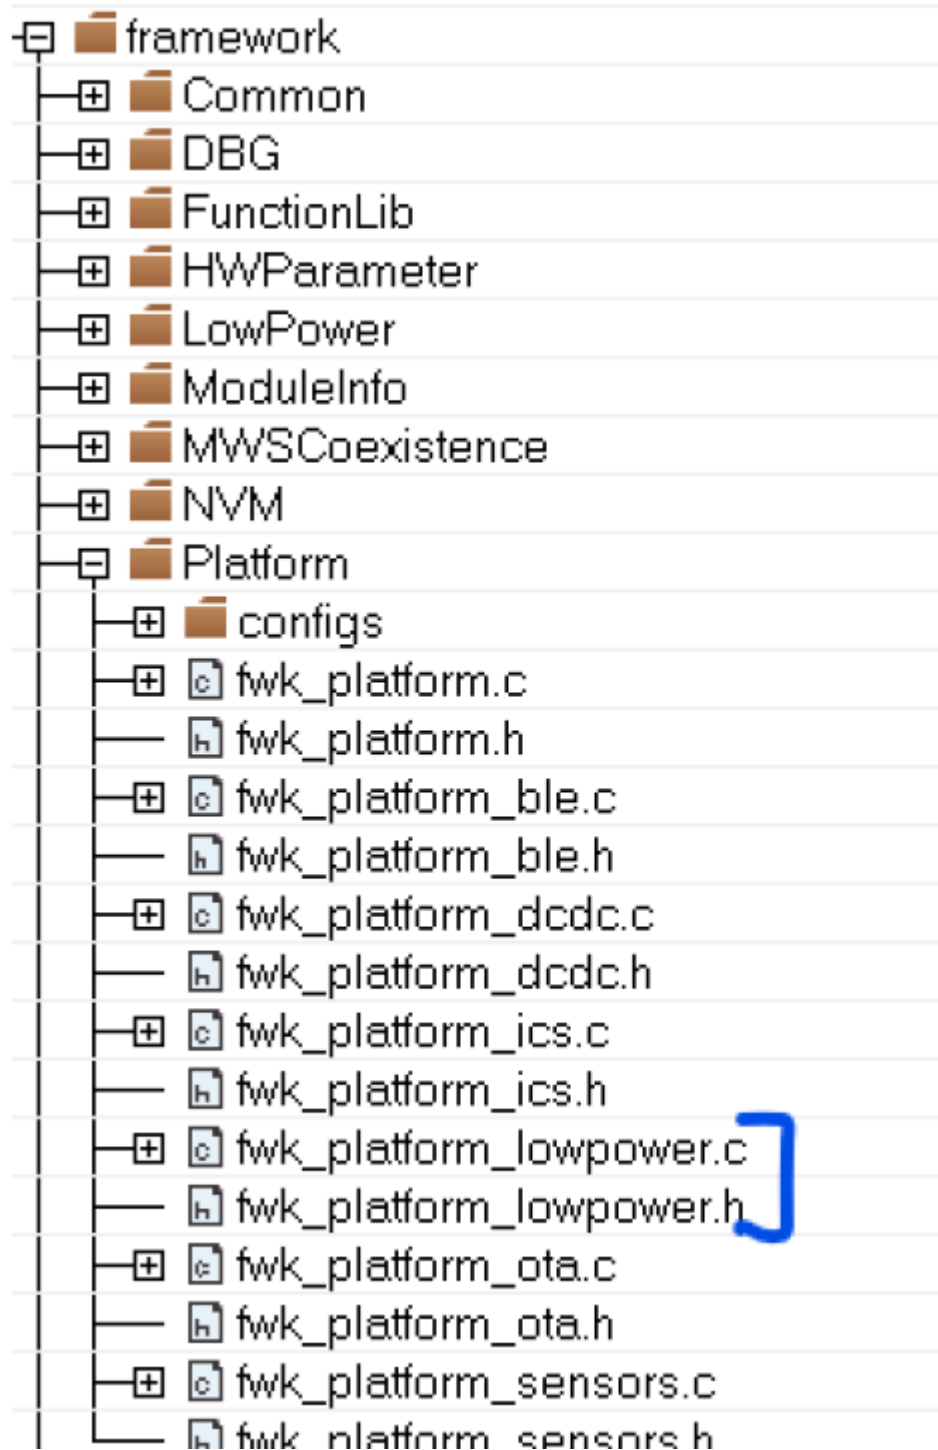 framework
Common
DBG
FunctionLib
HWParameter
LowPower
ModuleInfo
MWSCoexistence
NVM
Platform
configs
fwk_platform.c
fwk_platform.h
fwk_platform_ble.c
fwk_platform_ble.h
fwk_platform_dcdc.c
fwk_platform_dcdc.h
fwk_platform_ics.c
fwk_platform_ics.h
fwk_platform_lowpower.c
fwk_platform_lowpower.h
fwk_platform_ota.c
fwk_platform_ota.h
fwk_platform_sensors.c
fwk_platform_sensors.h